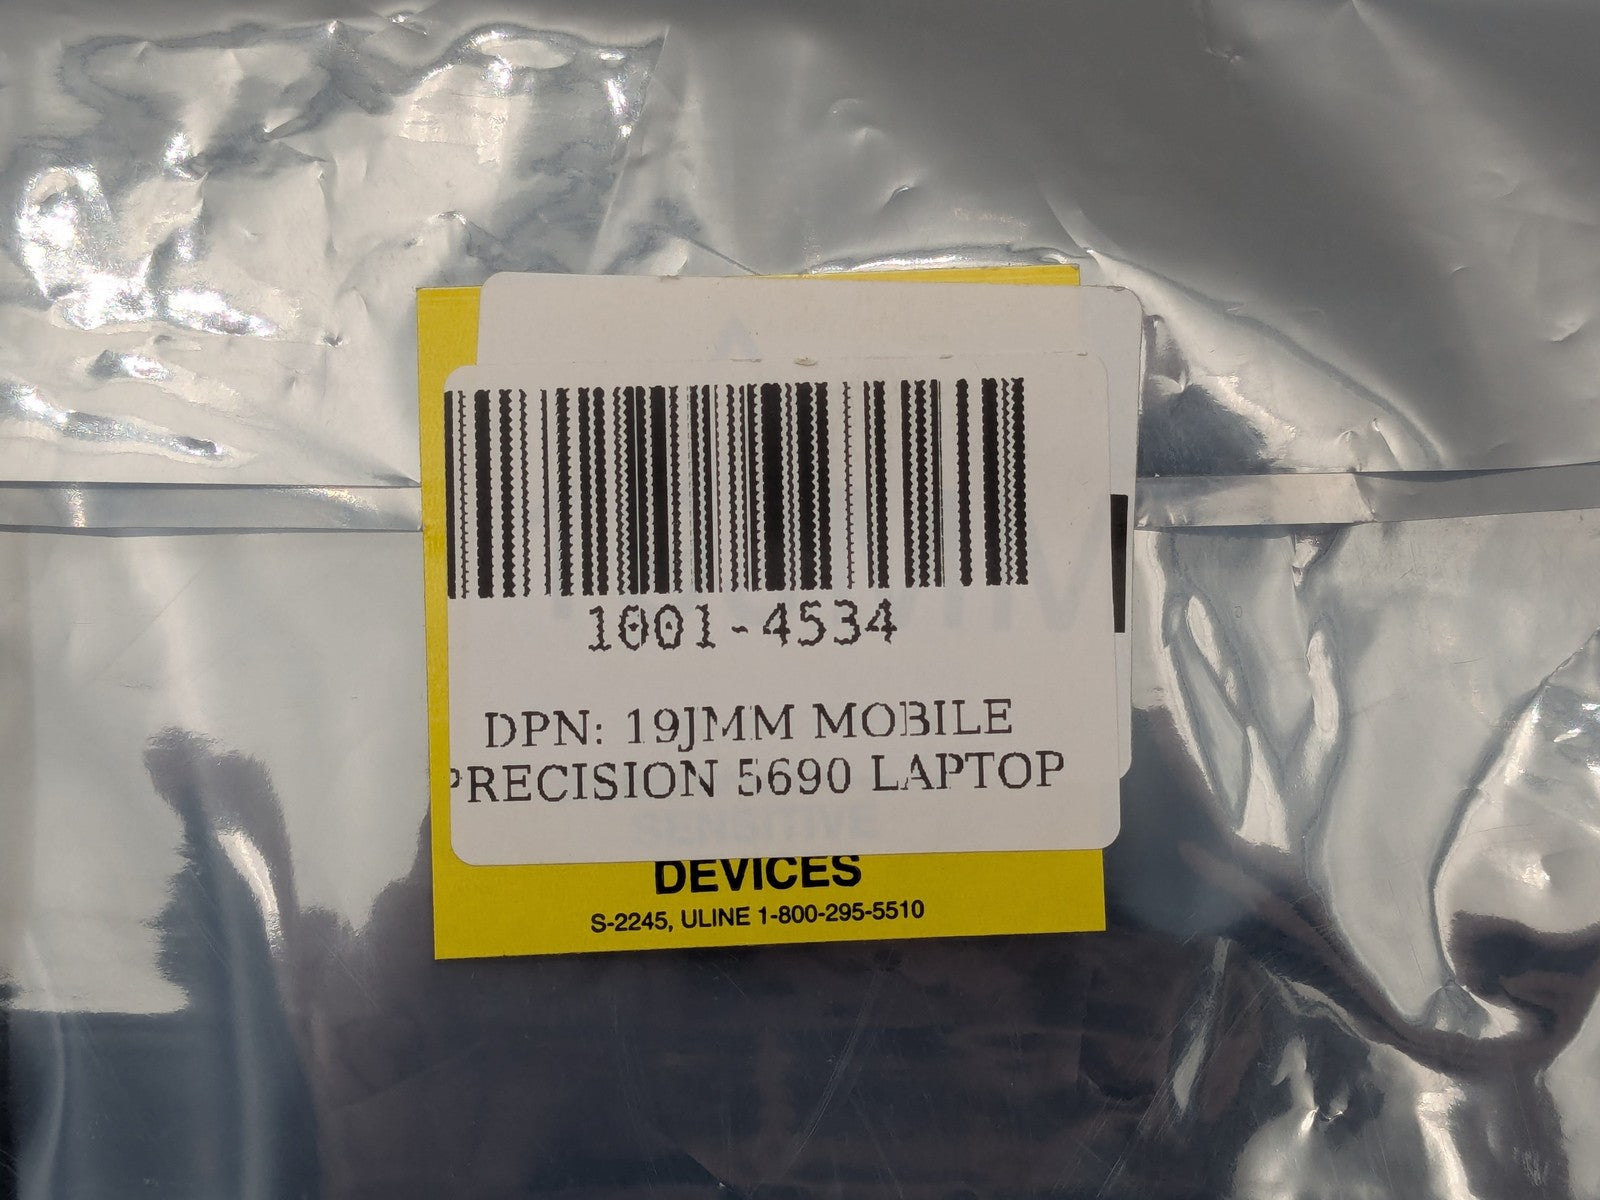 1001-4534
DPN: 19JMM MOBILE
PRECISION 5690 LAPTOP
SENSITIVE
DEVICES
S-2245, ULINE 1-800-295-5510